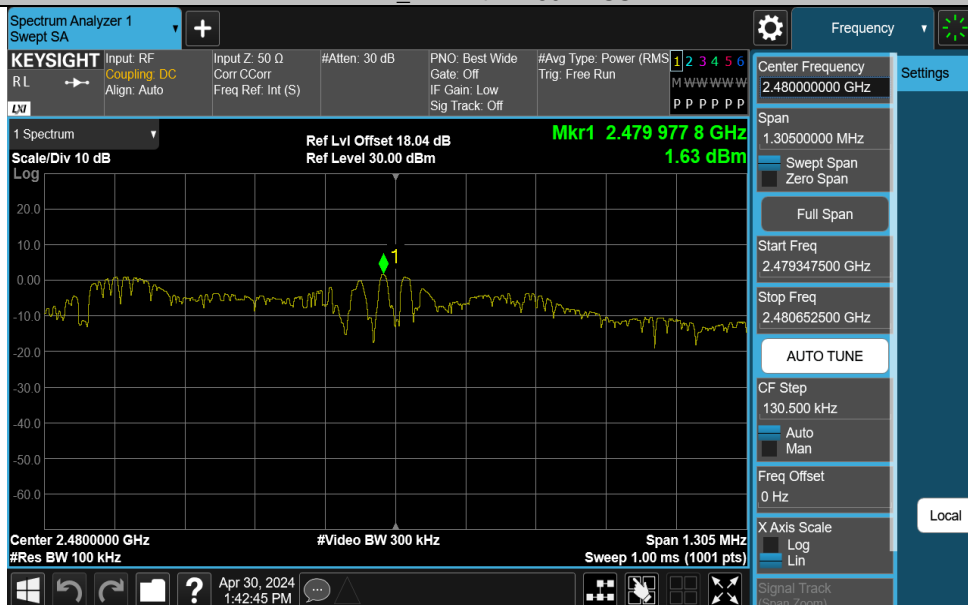 Spectrum Analyzer 1
Swept SA
Frequency
KEYSIGHT
RL
LXI
Input: RF
Coupling: DC
Align: Auto
Input Z: 50 Ω
Corr CCorr
Freq Ref: Int (S)
#Atten: 30 dB
PNO: Best Wide
Gate: Off
IF Gain: Low
Sig Track: Off
#Avg Type: Power (RMS
Trig: Free Run
1 2 3 4 5 6
M W W W W W
P P P P P P
Center Frequency
2.480000000 GHz
Settings
Span
1.30500000 MHz
Swept Span
Zero Span
Full Span
Start Freq
2.479347500 GHz
Stop Freq
2.480652500 GHz
AUTO TUNE
CF Step
130.500 kHz
Auto
Man
Freq Offset
0 Hz
X Axis Scale
Log
Lin
Signal Track
(Span Zoom)
Local
1 Spectrum
Scale/Div 10 dB
Log
Ref Lvl Offset 18.04 dB
Ref Level 30.00 dBm
Mkr1 2.479 977 8 GHz
1.63 dBm
20.0
10.0
0.00
-10.0
-20.0
-30.0
-40.0
-50.0
-60.0
1
Center 2.4800000 GHz
#Res BW 100 kHz
#Video BW 300 kHz
Span 1.305 MHz
Sweep 1.00 ms (1001 pts)
?
Apr 30, 2024
1:42:45 PM